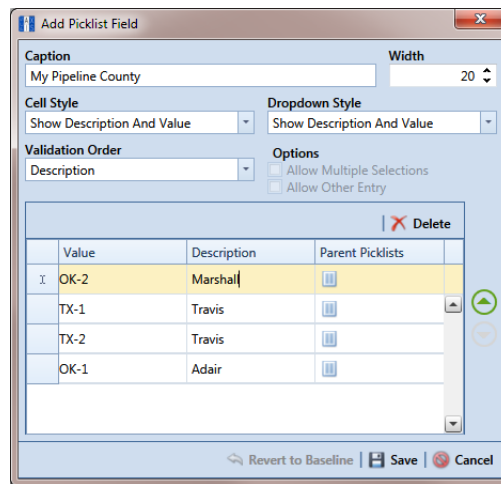 Add Picklist Field
Caption Width
My Pipeline County 20
Cell Style Dropdown Style
Show Description And Value Show Description And Value
Validation Order Options
Description Allow Multiple Selections
Allow Other Entry
Delete
Value Description Parent Picklists
OK-2 Marshall
TX-1 Travis
TX-2 Travis
OK-1 Adair
Revert to Baseline | Save | Cancel